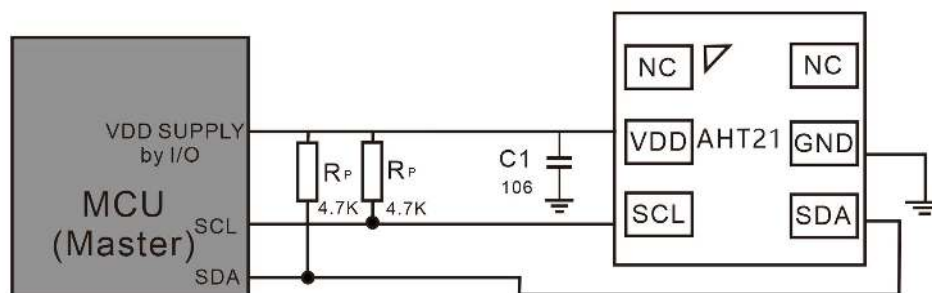 VDD SUPPLY
by I/O
MCU
(Master)
SCL
SDA
RP
4.7K
RP
4.7K
C1
106
NC
NC
VDD
AHT21
GND
SCL
SDA